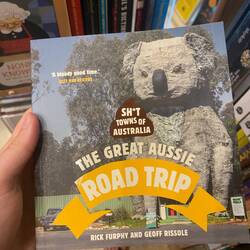 'A bloody good time.'
SH*T
TOWNS OF
AUSTRALIA
THE GREAT AUSSIE
ROAD TRIP
RICK FURPHY AND GEOFF RISSOLE